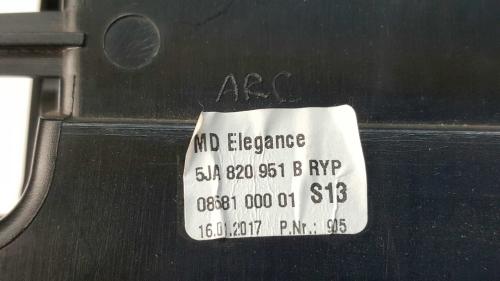 ARC
MD Elegance
5JA 820 951 B RYP
08681 000 01 S13
16.01.2017 P.Nr.: 905